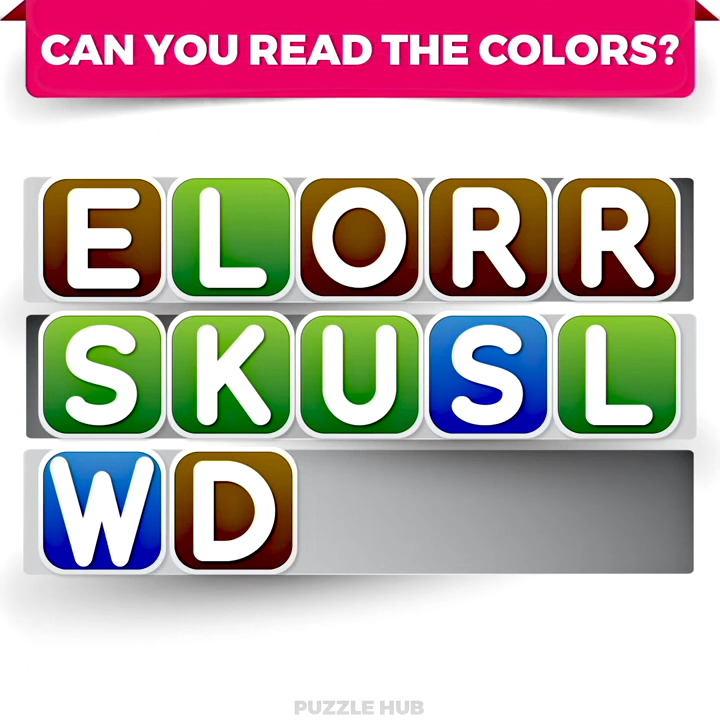 CAN YOU READ THE COLORS?
ELORR
SKUSL
WD
PUZZLE HUB